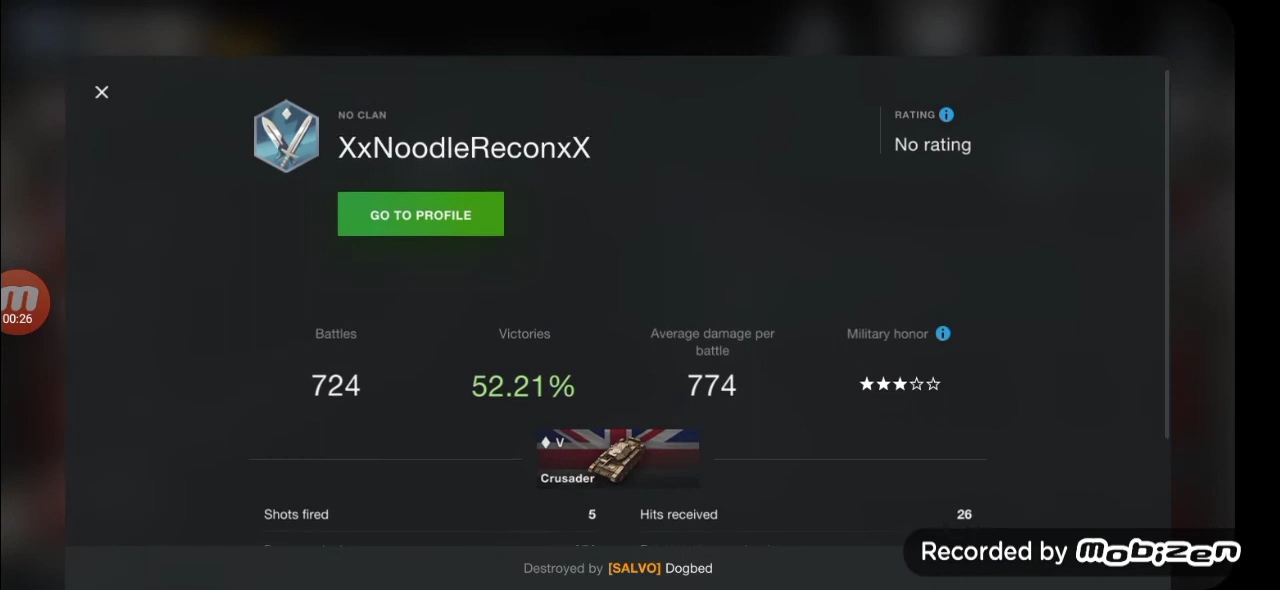 NO CLAN
XxNoodleReconxX
RATING
No rating
GO TO PROFILE
00:26
Battles
Victories
Average damage per
battle
Military honor
724
52.21%
774
V
Crusader
Shots fired
5
Hits received
26
Recorded by Mobizen
Destroyed by [SALVO] Dogbed